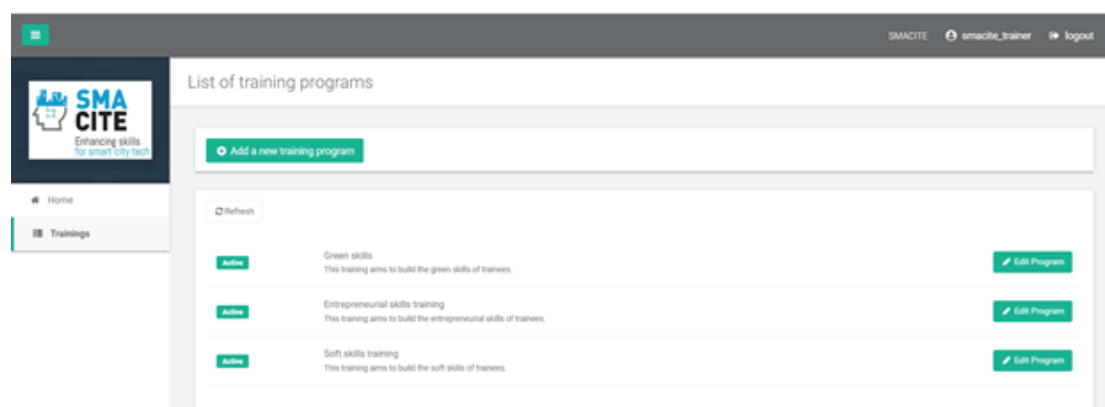 SMACITE smacite_trainer logout
SMA
CITE
Enhancing skills
for smart city tech
Home
Trainings
List of training programs
Add a new training program
Refresh
Active
Green skills
This training aims to build the green skills of trainees.
Edit Program
Active
Entrepreneurial skills training
This training aims to build the entrepreneurial skills of trainees.
Edit Program
Active
Soft skills training
This training aims to build the soft skills of trainees.
Edit Program